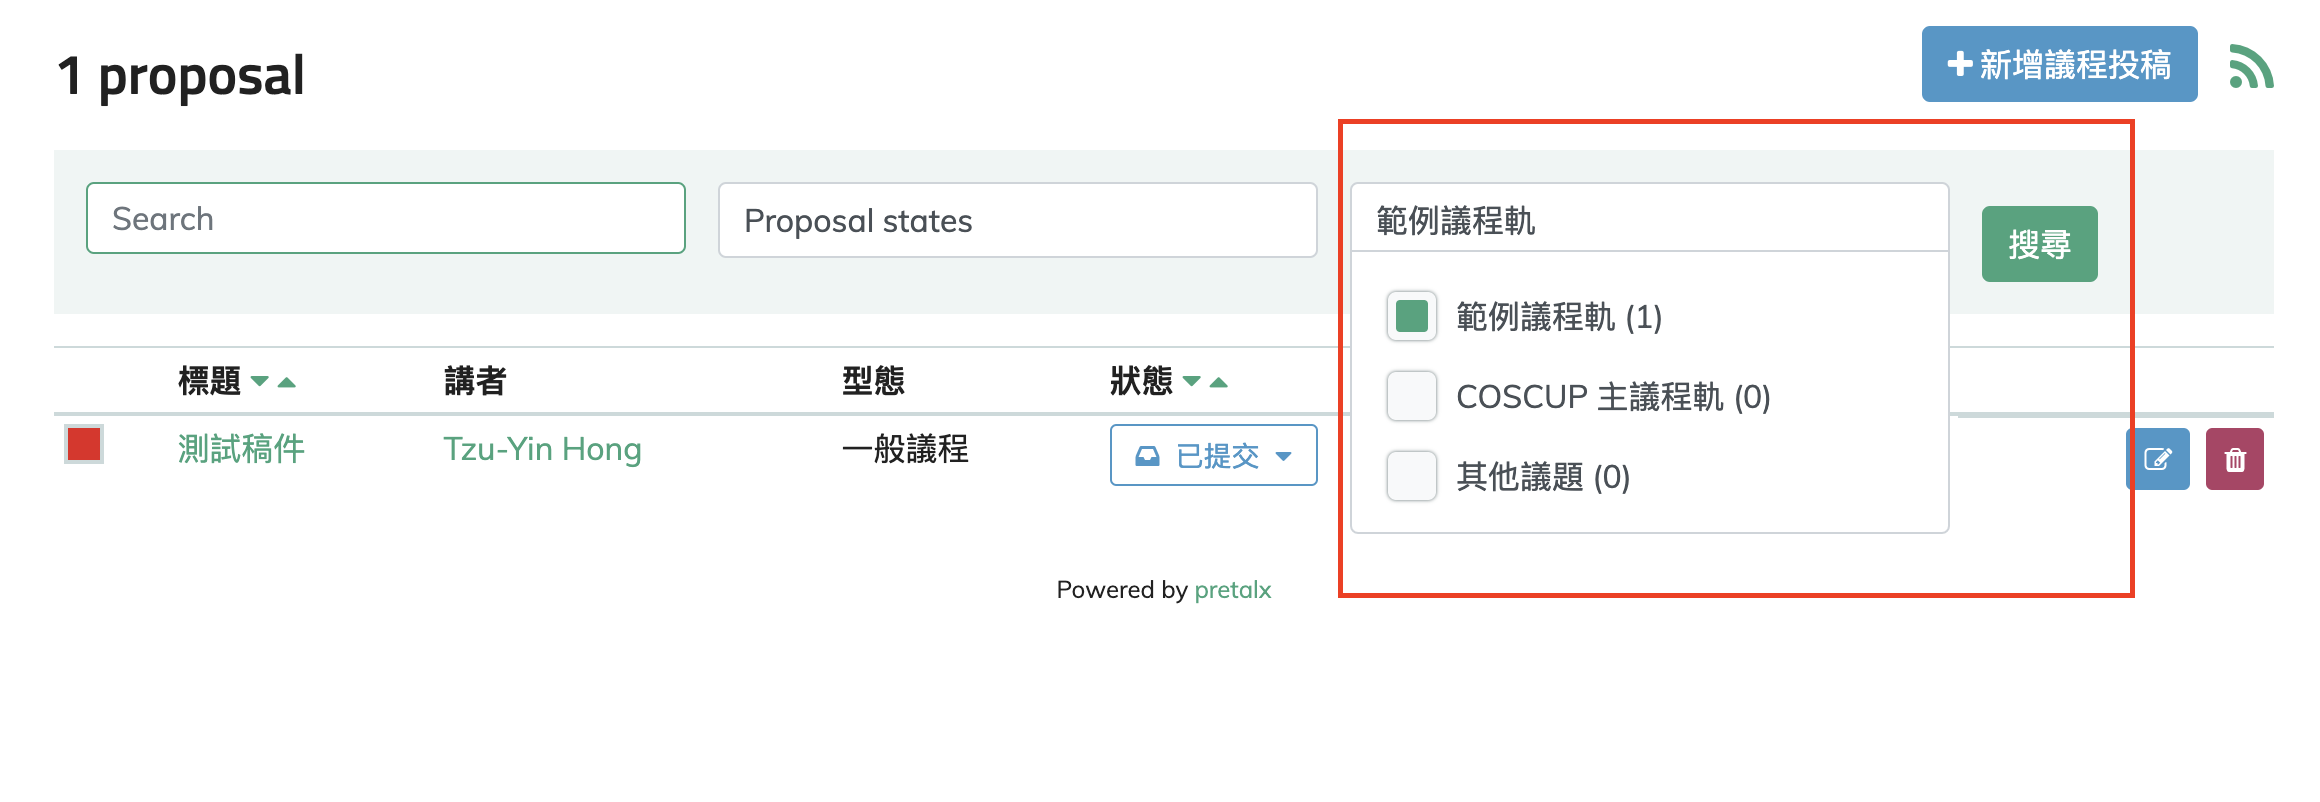 1 proposal
新增議程投稿
Search
Proposal states
範例議程軌
搜尋
範例議程軌 (1)
COSCUP 主議程軌 (0)
其他議題 (0)
標題 講者 型態 狀態
測試稿件 Tzu-Yin Hong 一般議程 已提交
Powered by pretalx